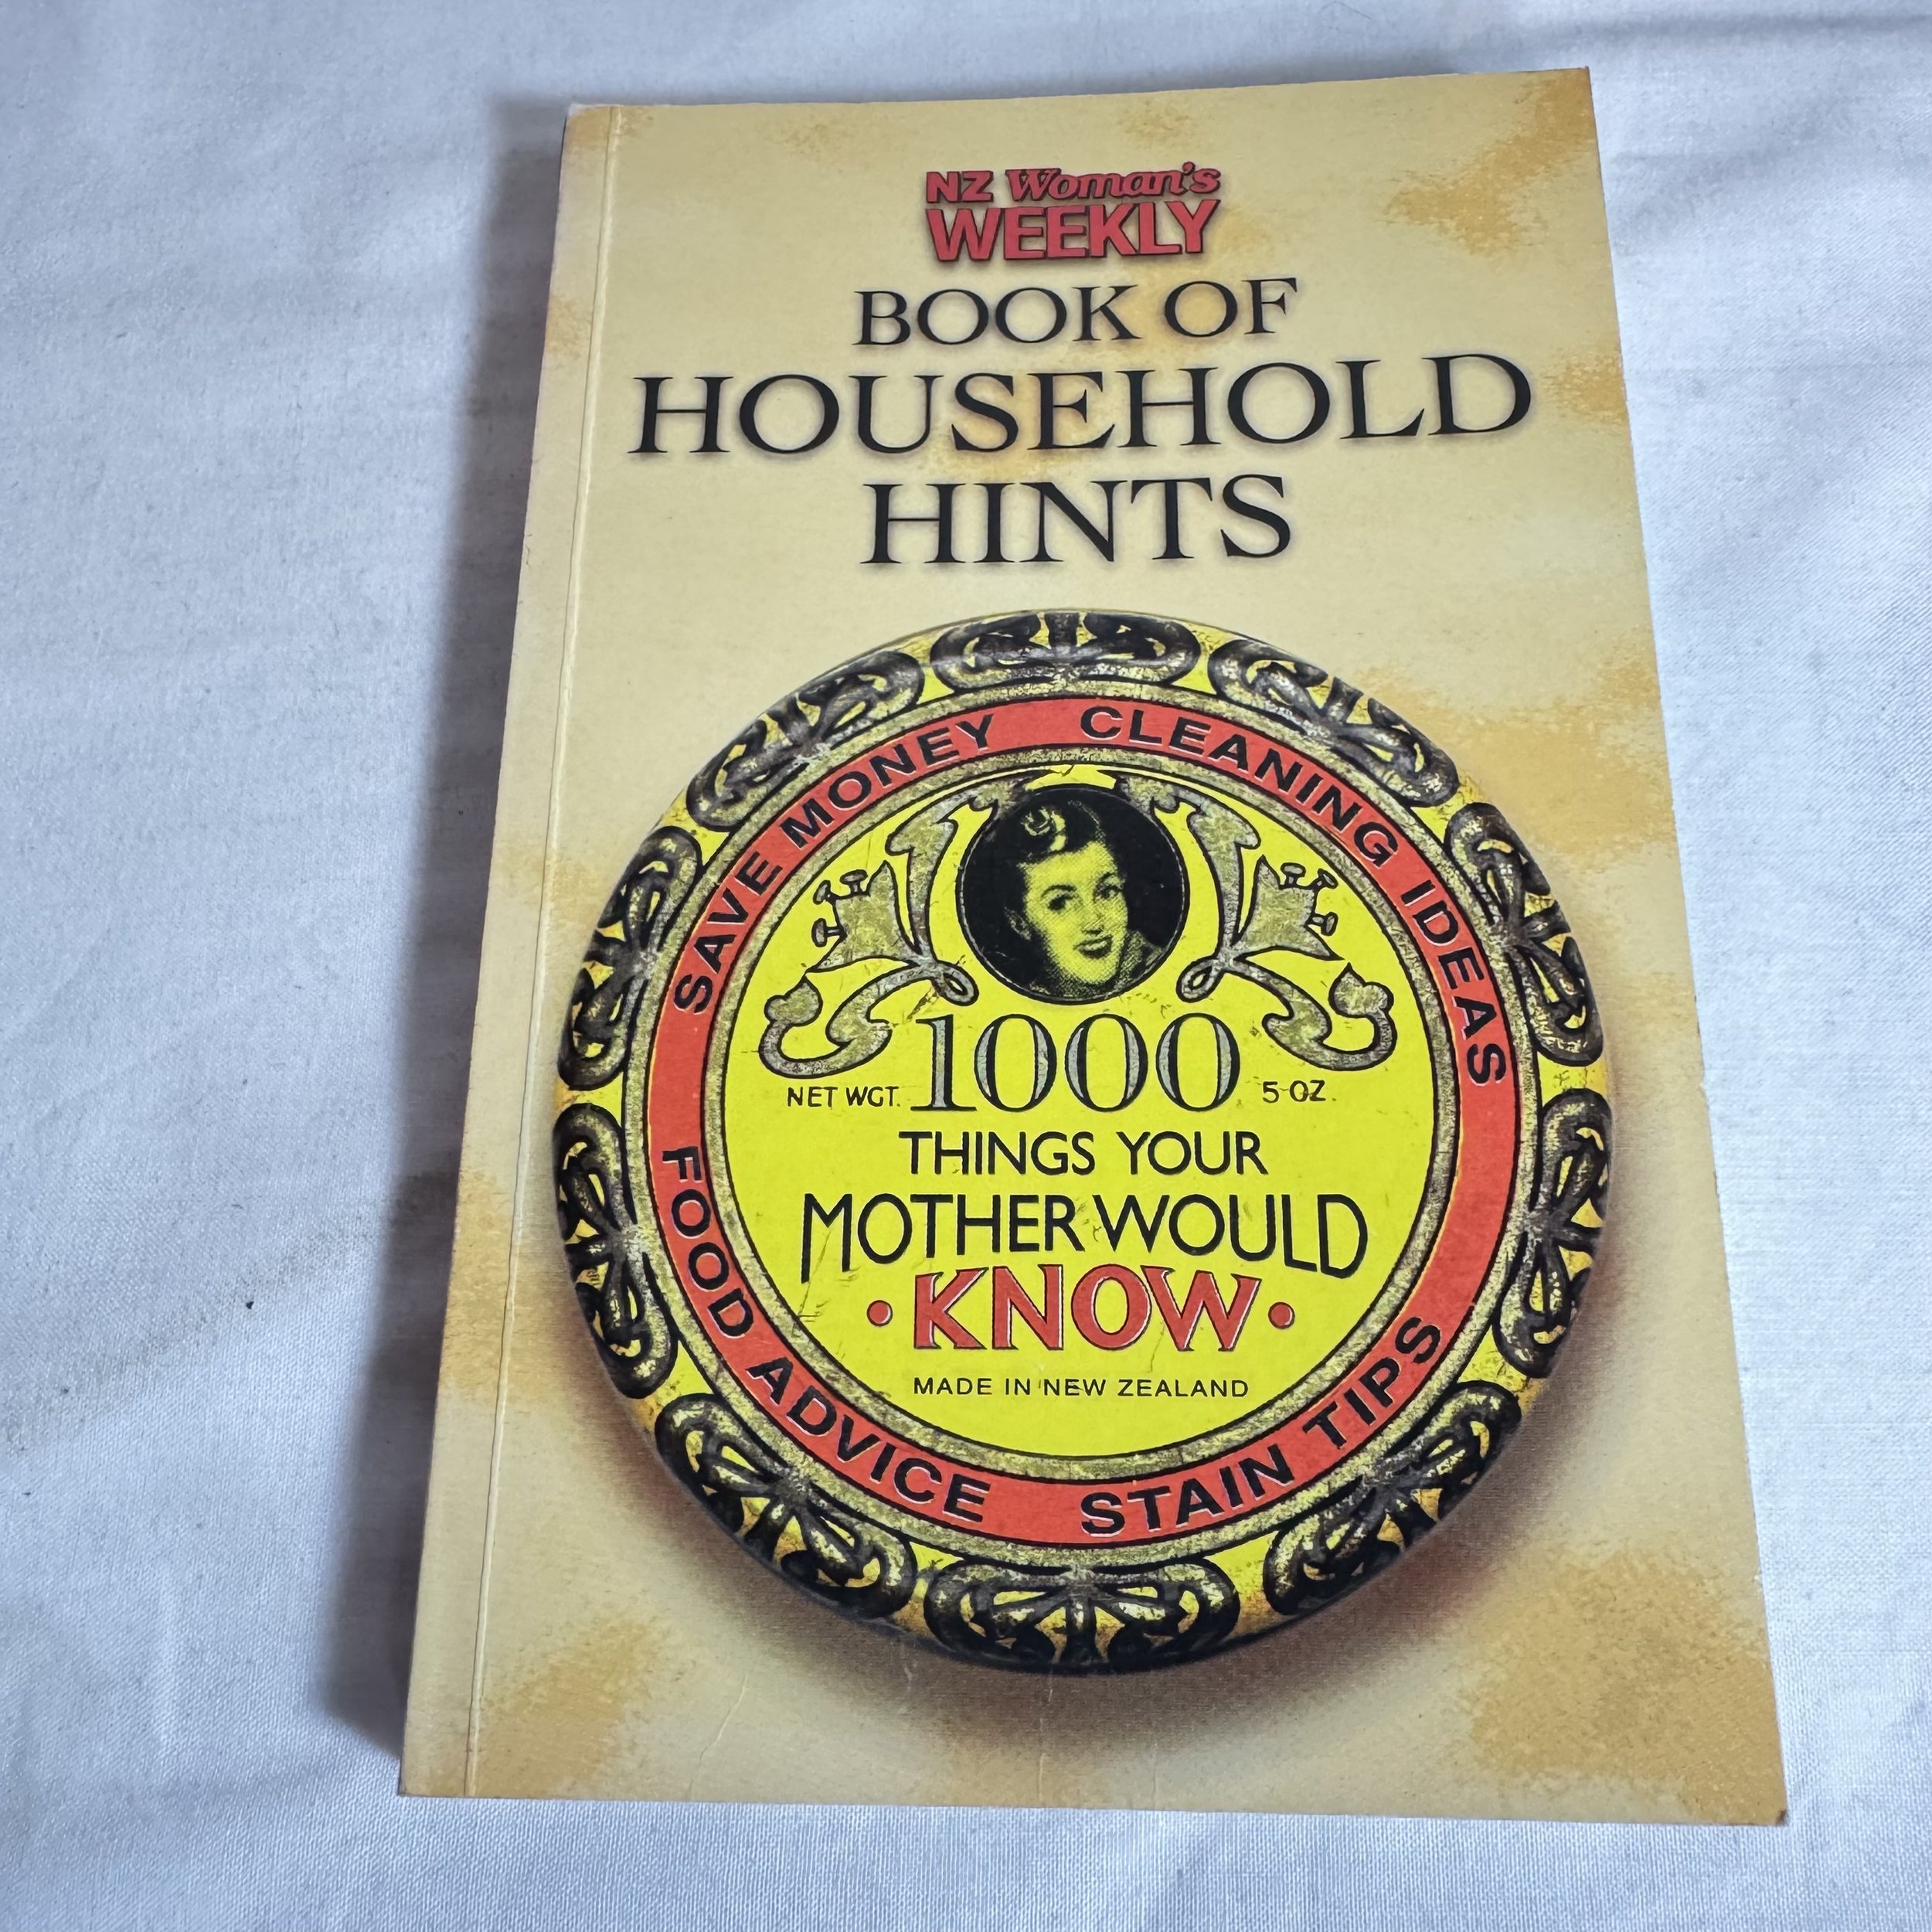 NZ Woman's
WEEKLY
BOOK OF
HOUSEHOLD
HINTS
SAVE MONEY
CLEANING IDEAS
1000
NET WGT.
5 OZ.
THINGS YOUR
MOTHER WOULD
• KNOW •
MADE IN NEW ZEALAND
FOOD ADVICE
STAIN TIPS